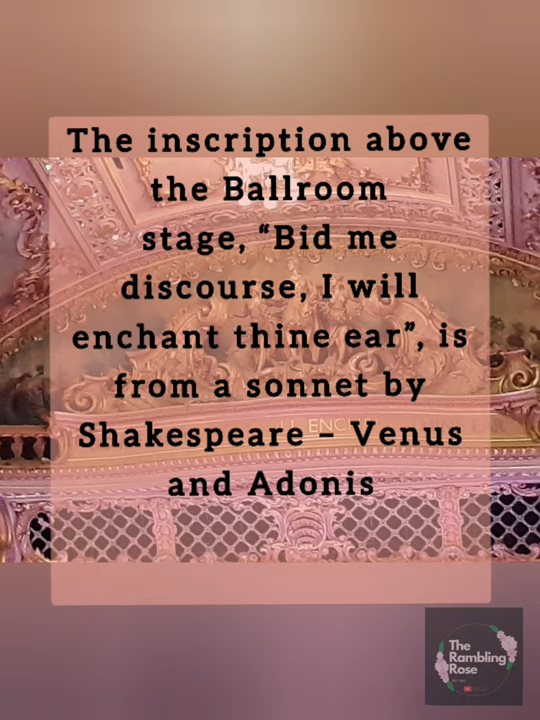 The inscription above
the Ballroom
stage, “Bid me
discourse, I will
enchant thine ear”, is
from a sonnet by
Shakespeare – Venus
and Adonis
The
Rambling
Rose